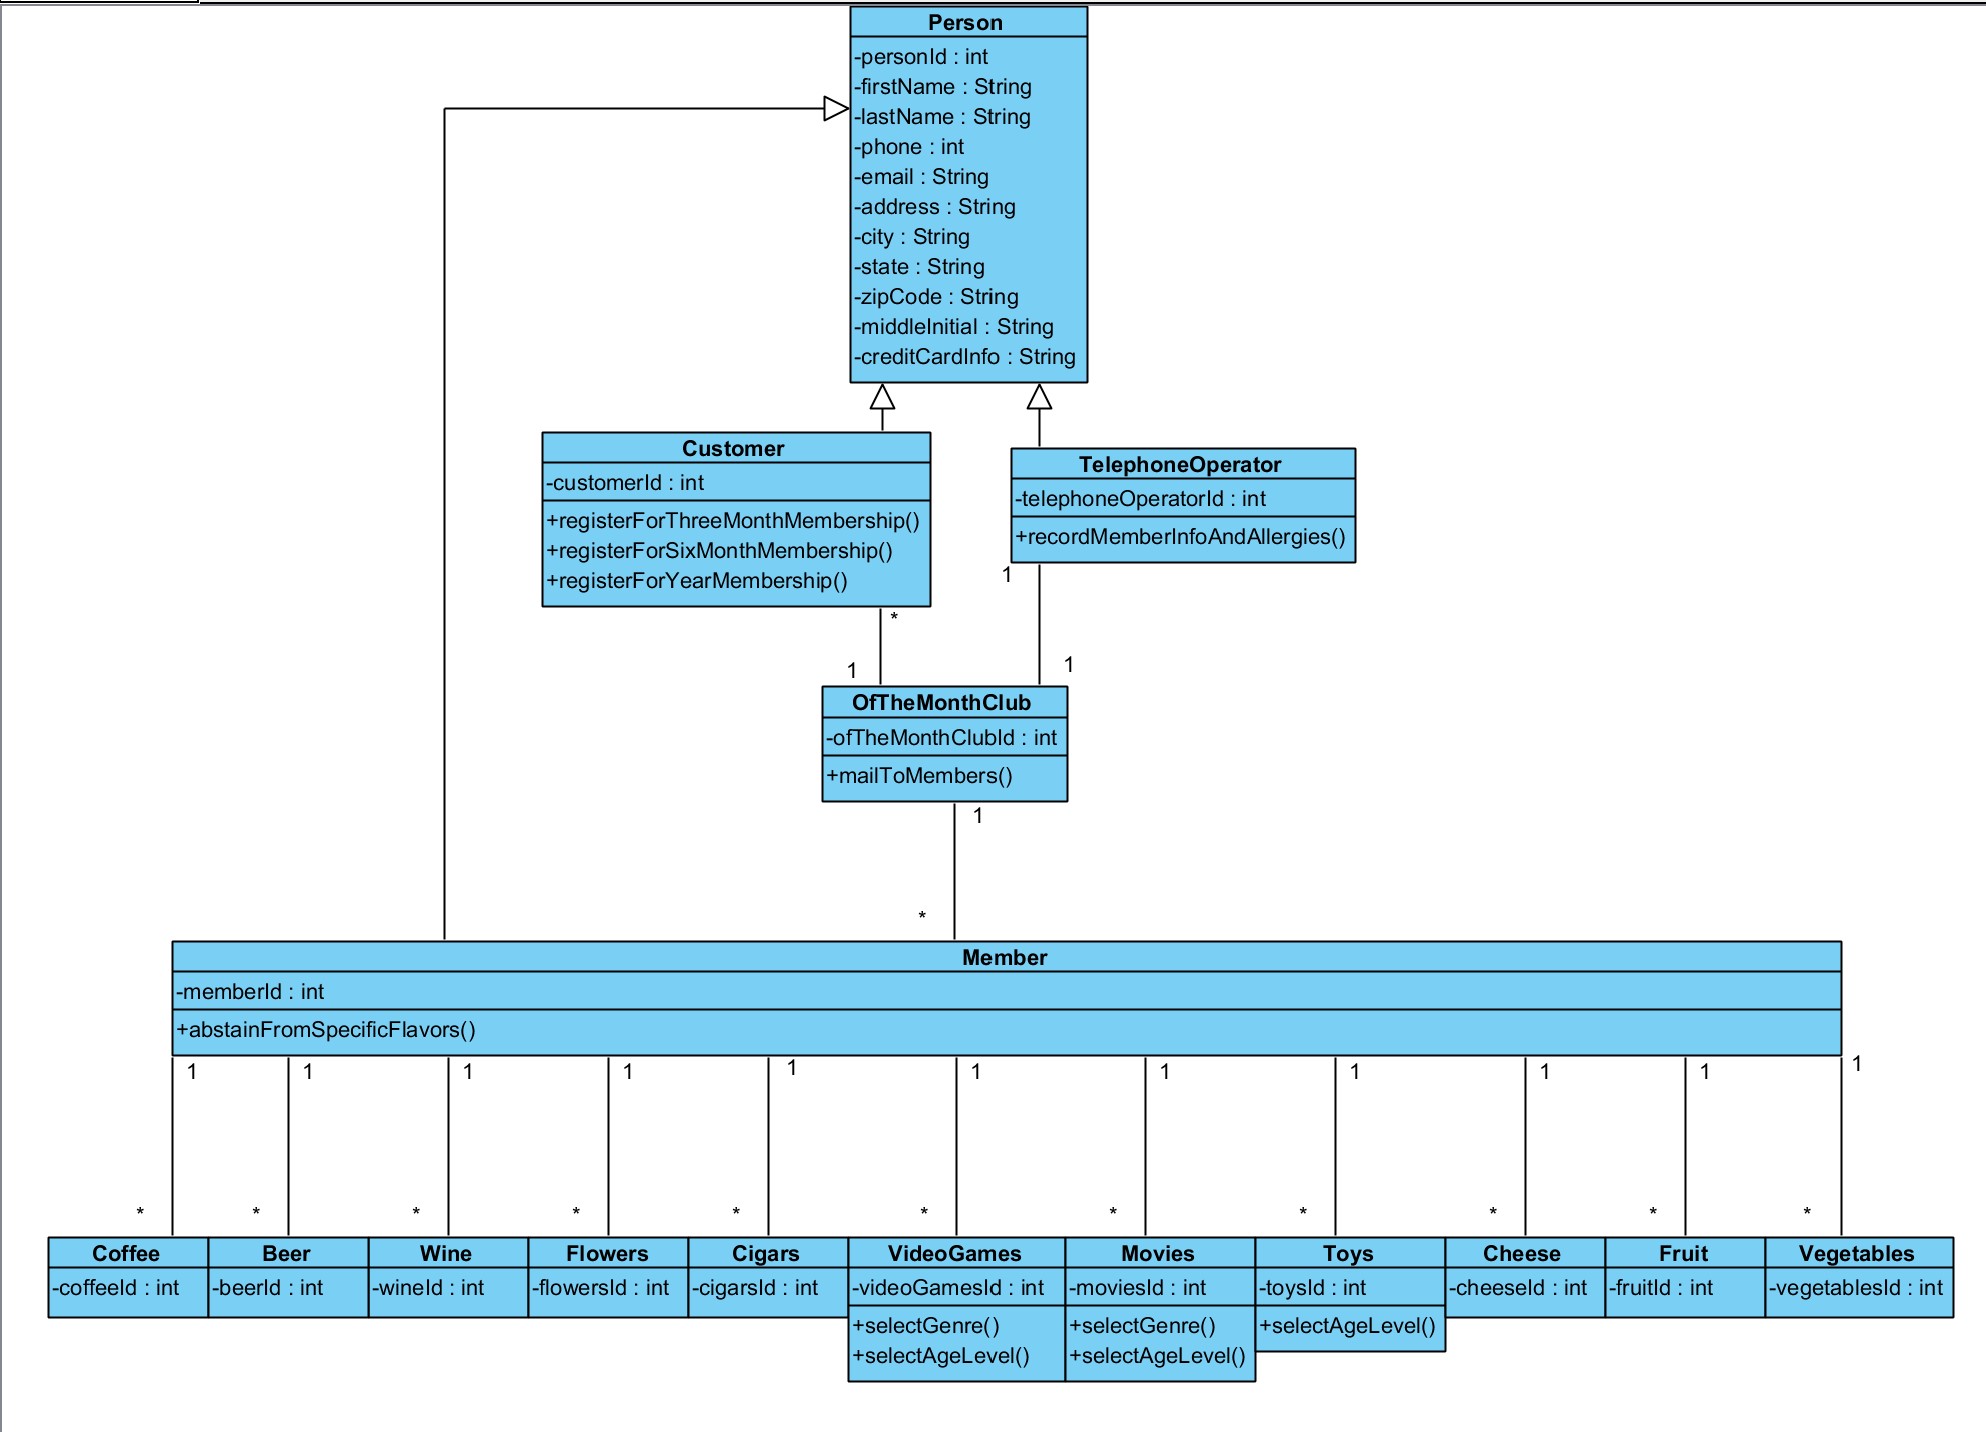 Person
-personId : int
-firstName : String
-lastName : String
-phone : int
-email : String
-address : String
-city : String
-state : String
-zipCode : String
-middleInitial : String
-creditCardInfo : String
Customer
-customerId : int
+registerForThreeMonthMembership()
+registerForSixMonthMembership()
+registerForYearMembership()
TelephoneOperator
-telephoneOperatorId : int
+recordMemberInfoAndAllergies()
1
*
1
1
OfTheMonthClub
-ofTheMonthClubId : int
+mailToMembers()
1
*
Member
-memberId : int
+abstainFromSpecificFlavors()
1
1
1
1
1
1
1
1
1
1
1
*
*
*
*
*
*
*
*
*
*
*
Coffee
-coffeeId : int
Beer
-beerId : int
Wine
-wineId : int
Flowers
-flowersId : int
Cigars
-cigarsId : int
VideoGames
-videoGamesId : int
+selectGenre()
+selectAgeLevel()
Movies
-moviesId : int
+selectGenre()
+selectAgeLevel()
Toys
-toysId : int
+selectAgeLevel()
Cheese
-cheeseId : int
Fruit
-fruitId : int
Vegetables
-vegetablesId : int